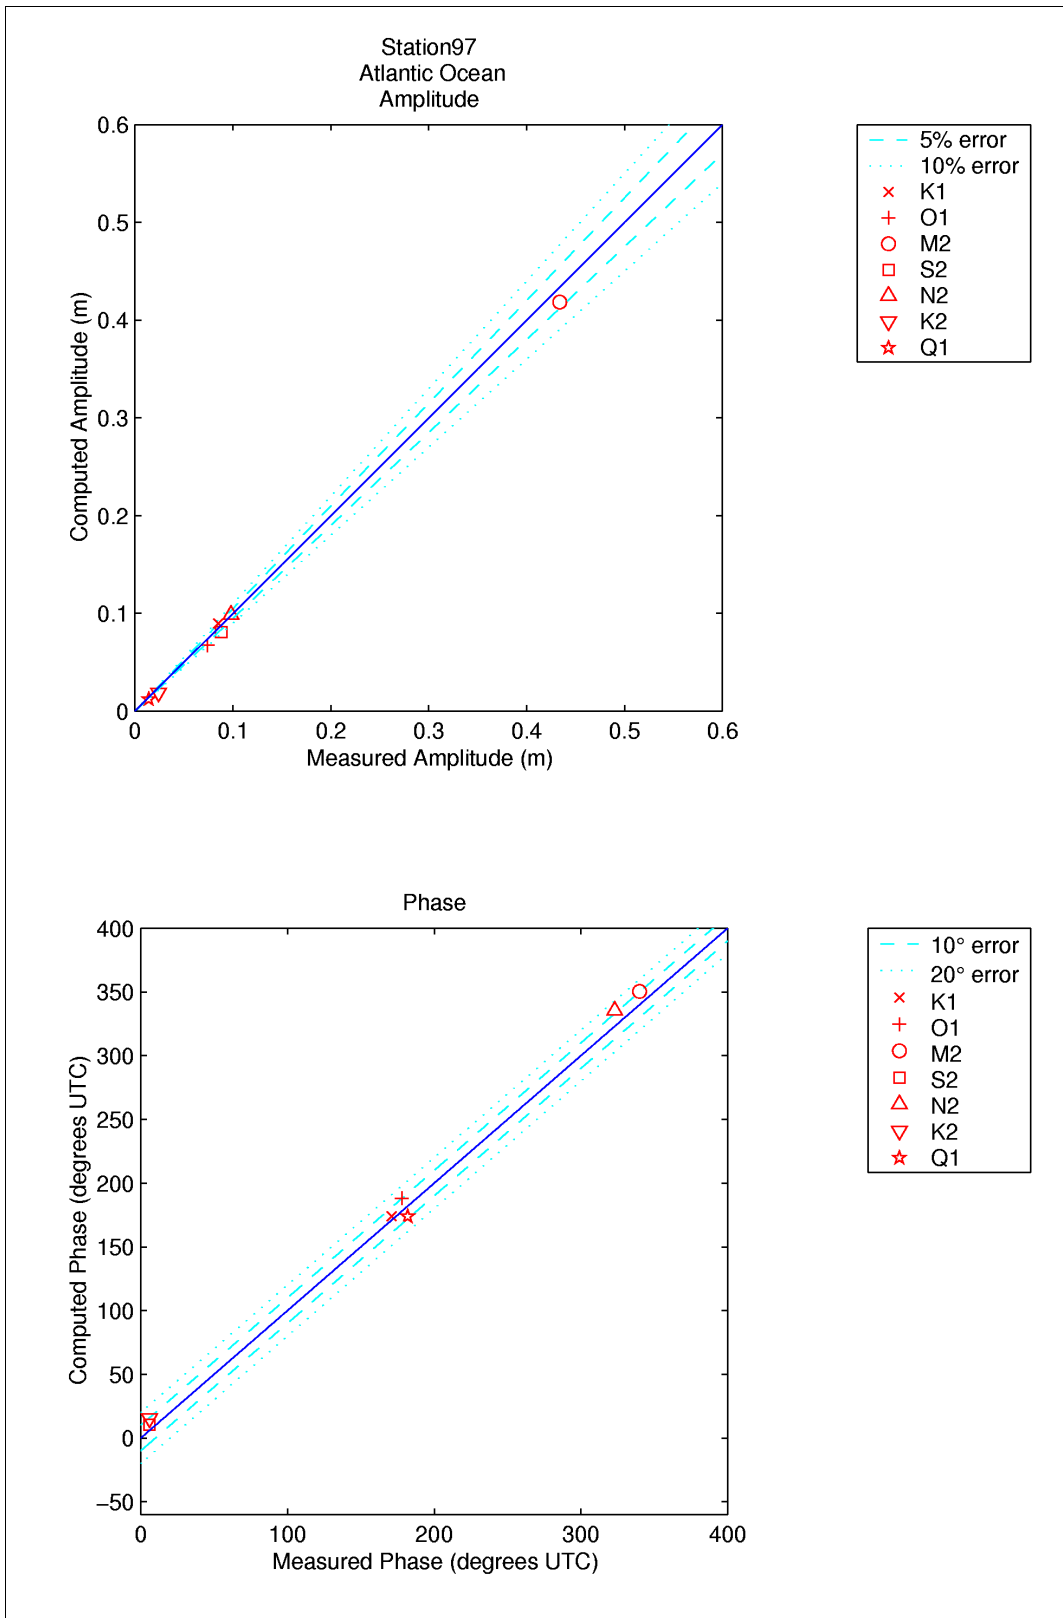 Station97
Atlantic Ocean
Amplitude
0.6
0.5
0.4
0.3
0.2
0.1
0
Computed Amplitude (m)
0 0.1 0.2 0.3 0.4 0.5 0.6
Measured Amplitude (m)
5% error
10% error
K1
O1
M2
S2
N2
K2
Q1
Phase
400
350
300
250
200
150
100
50
0
−50
Computed Phase (degrees UTC)
0 100 200 300 400
Measured Phase (degrees UTC)
10° error
20° error
K1
O1
M2
S2
N2
K2
Q1